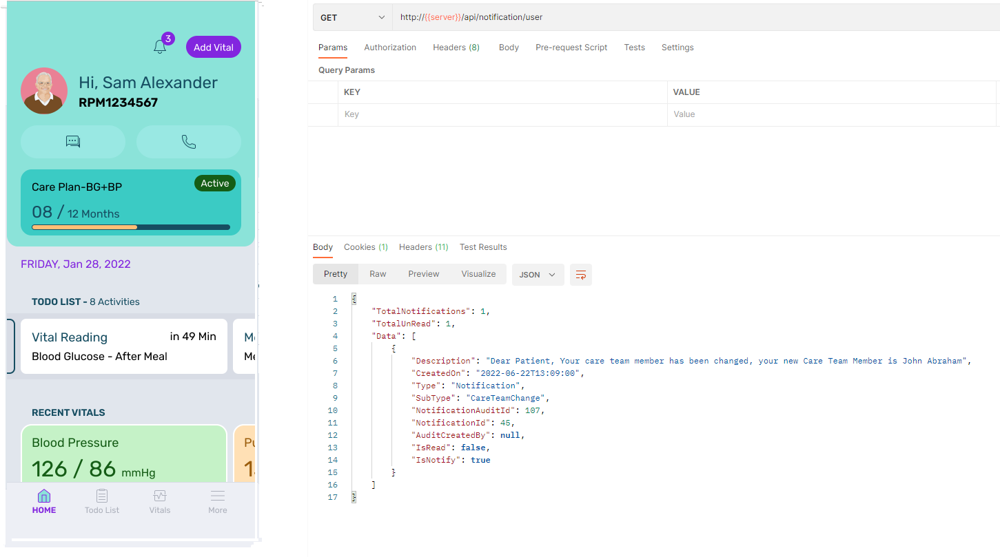 3
Add Vital
Hi, Sam Alexander
RPM1234567
Care Plan-BG+BP
Active
08 / 12 Months
FRIDAY, Jan 28, 2022
TODO LIST - 8 Activities
Vital Reading
in 49 Min
Blood Glucose - After Meal
RECENT VITALS
Blood Pressure
126 / 86 mmHg
HOME
Todo List
Vitals
More
GET
http://{{server}}/api/notification/user
Params Authorization Headers (8) Body Pre-request Script Tests Settings
Query Params
KEY VALUE
Key Value
Body Cookies (1) Headers (11) Test Results
Pretty Raw Preview Visualize JSON
1 {
2 "TotalNotifications": 1,
3 "TotalUnRead": 1,
4 "Data": [
5 {
6 "Description": "Dear Patient, Your care team member has been changed, your new Care Team Member is John Abraham",
7 "CreatedOn": "2022-06-22T13:09:00",
8 "Type": "Notification",
9 "SubType": "CareTeamChange",
10 "NotificationAuditId": 107,
11 "NotificationId": 45,
12 "AuditCreatedBy": null,
13 "IsRead": false,
14 "IsNotify": true
15 }
16 ]
17 }